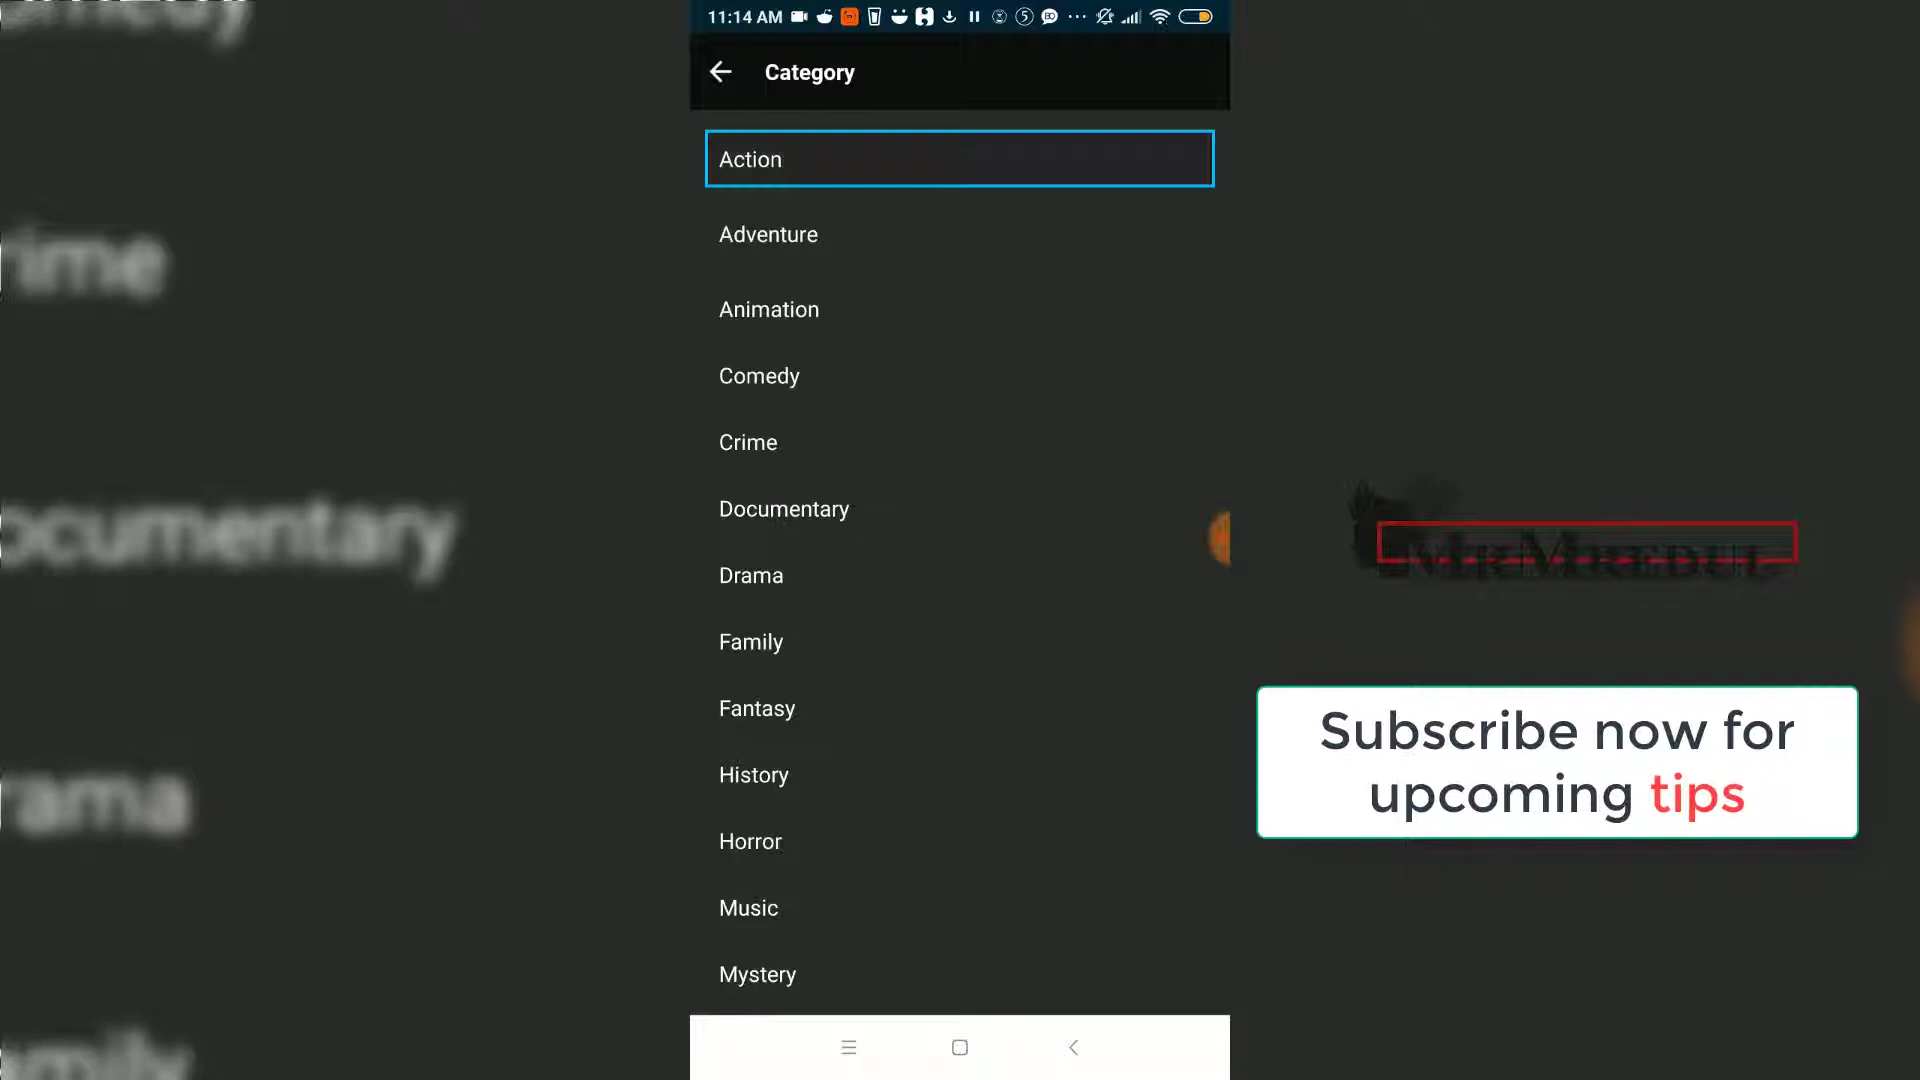 11:14 AM
Category
Action
Adventure
Animation
Comedy
Crime
Documentary
Drama
Family
Fantasy
History
Horror
Music
Mystery
Subscribe now for
upcoming tips